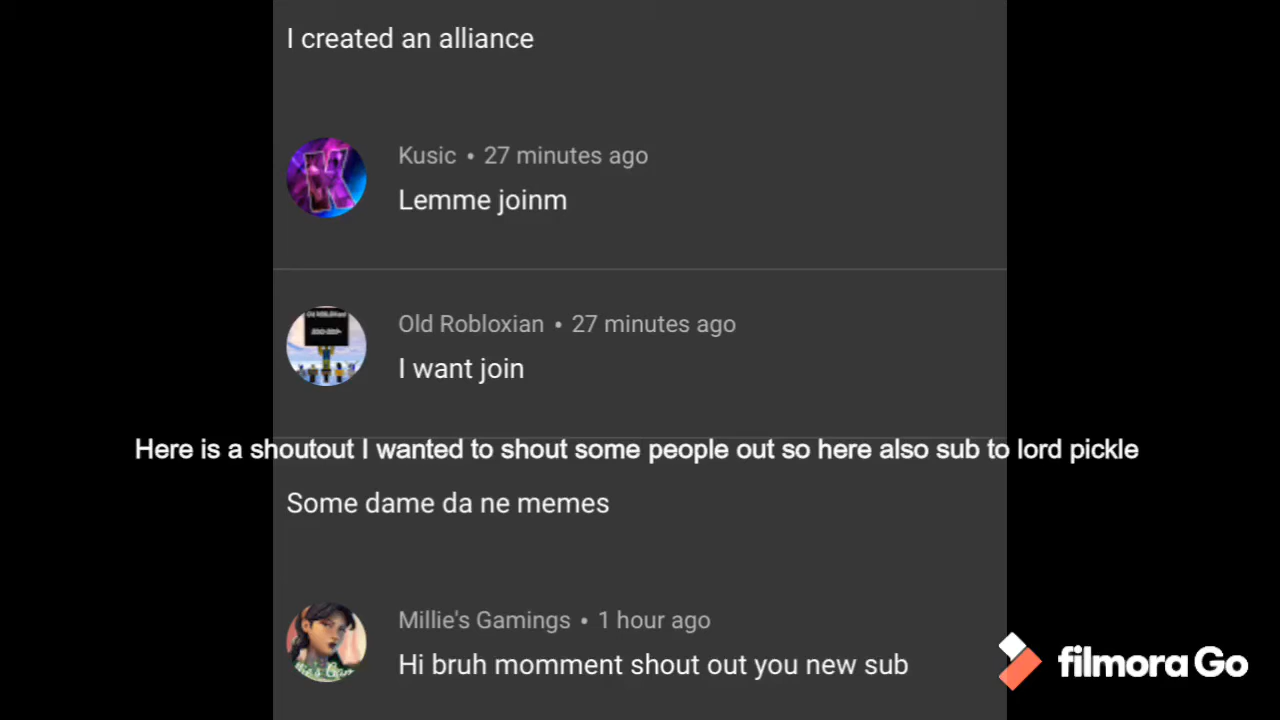 I created an alliance
Kusic • 27 minutes ago
Lemme joinm
Old Robloxian • 27 minutes ago
I want join
Here is a shoutout I wanted to shout some people out so here also sub to lord pickle
Some dame da ne memes
Millie's Gamings • 1 hour ago
Hi bruh momment shout out you new sub
filmora Go